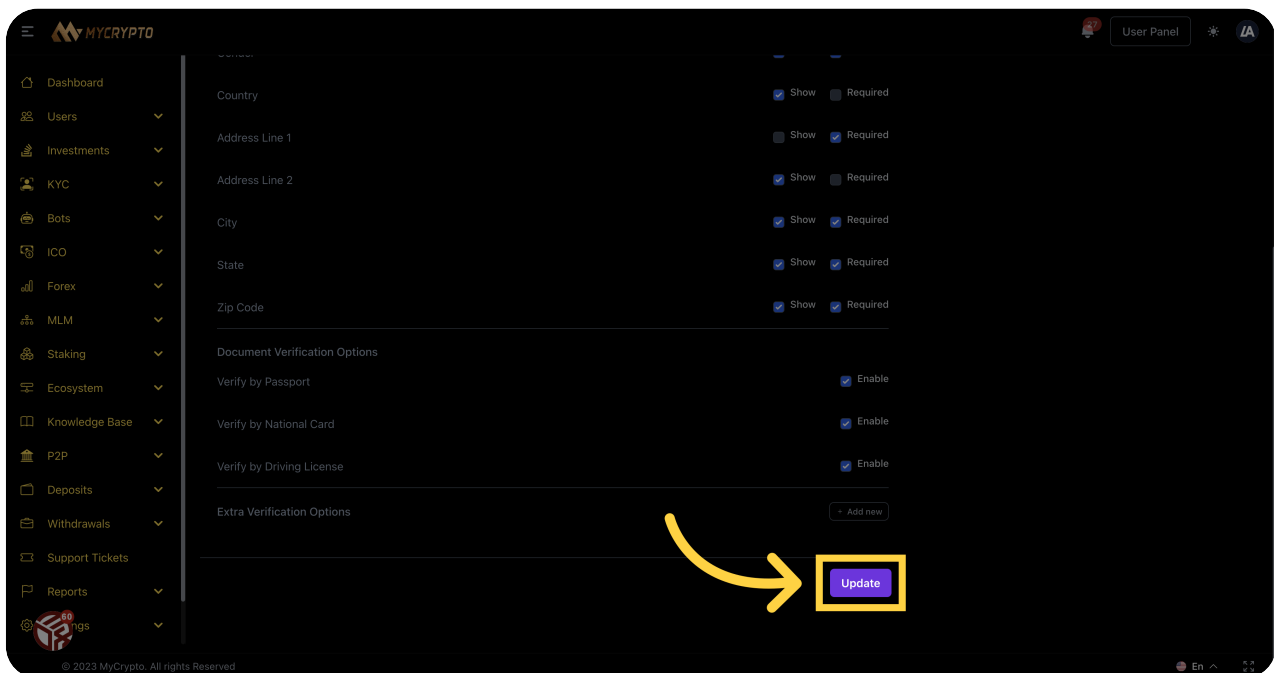 MYCRYPTO
27
User Panel
Dashboard
Users
Investments
KYC
Bots
ICO
Forex
MLM
Staking
Ecosystem
Knowledge Base
P2P
Deposits
Withdrawals
Support Tickets
Reports
60
ngs
Gender
Country Show Required
Address Line 1 Show Required
Address Line 2 Show Required
City Show Required
State Show Required
Zip Code Show Required
Document Verification Options
Verify by Passport Enable
Verify by National Card Enable
Verify by Driving License Enable
Extra Verification Options + Add new
Update
© 2023 MyCrypto. All rights Reserved
En